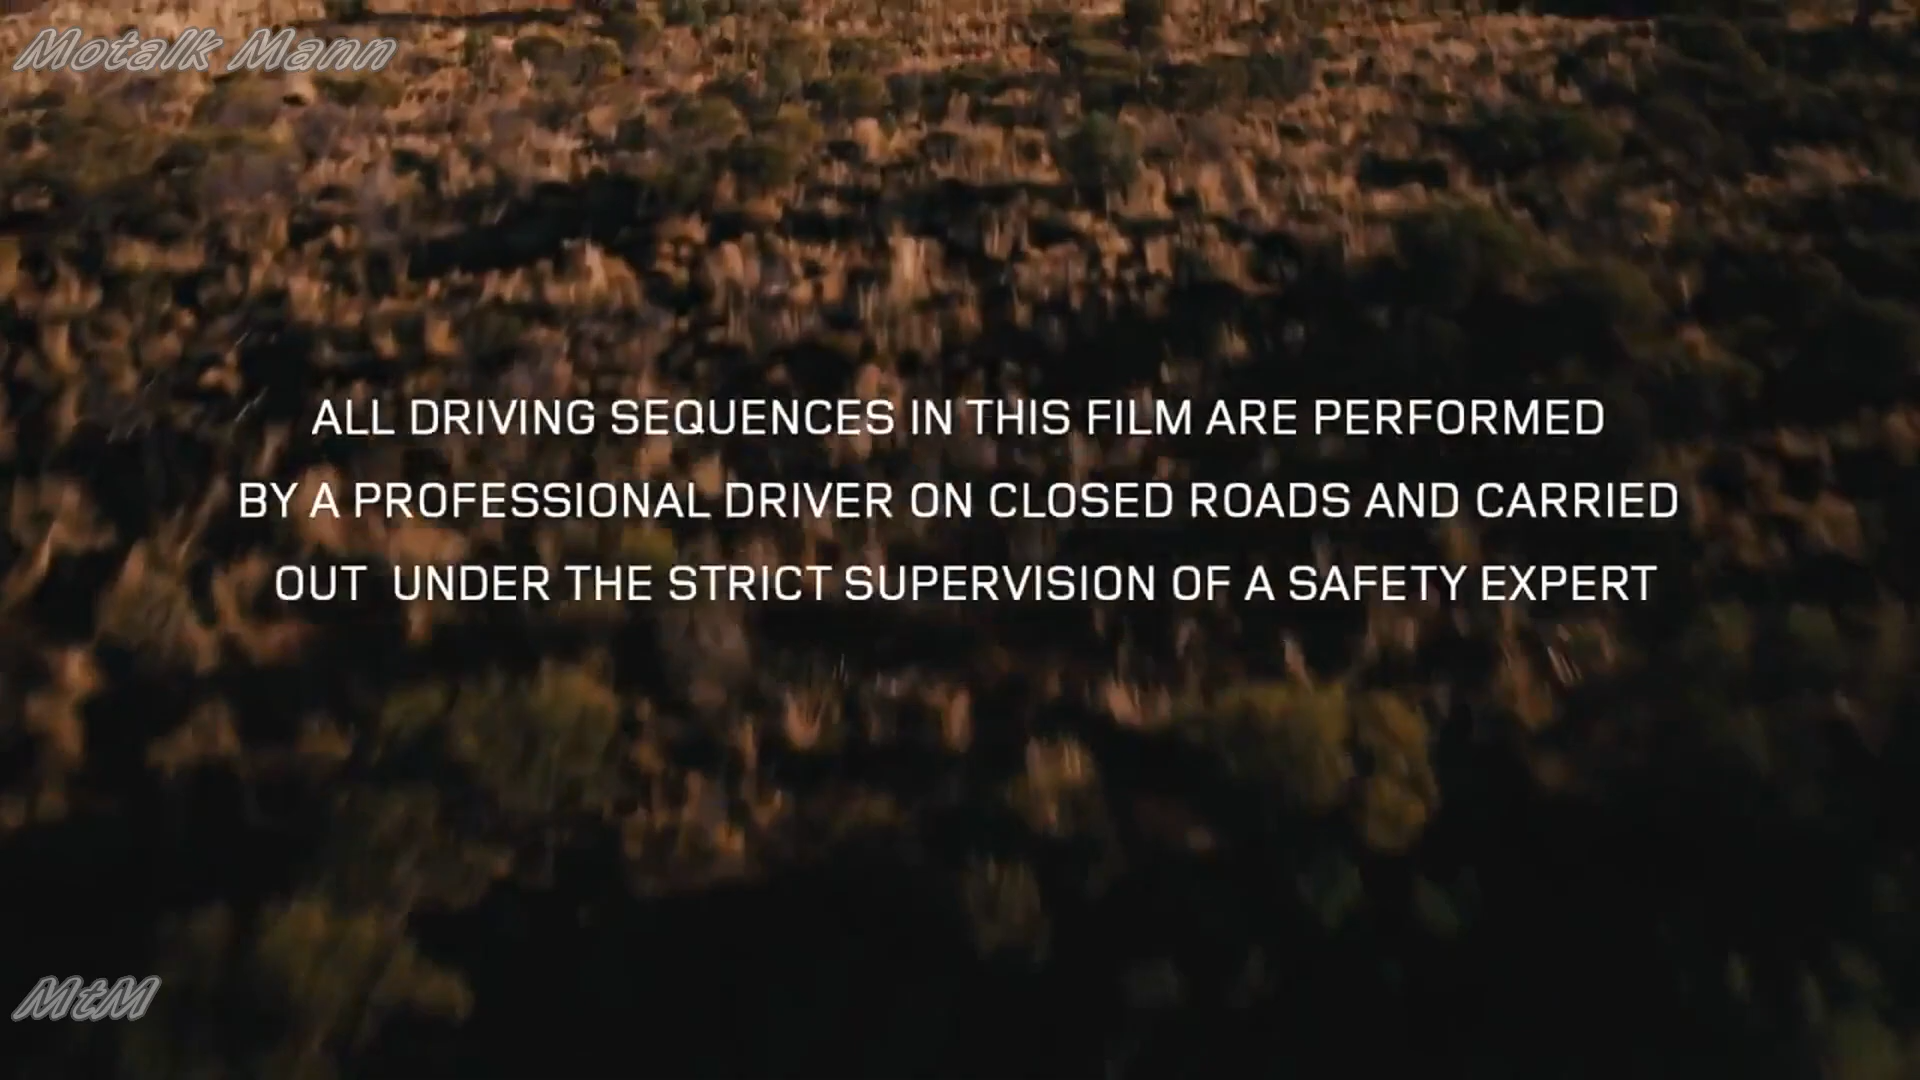 Motalk Mann
ALL DRIVING SEQUENCES IN THIS FILM ARE PERFORMED
BY A PROFESSIONAL DRIVER ON CLOSED ROADS AND CARRIED
OUT  UNDER THE STRICT SUPERVISION OF A SAFETY EXPERT
MtM